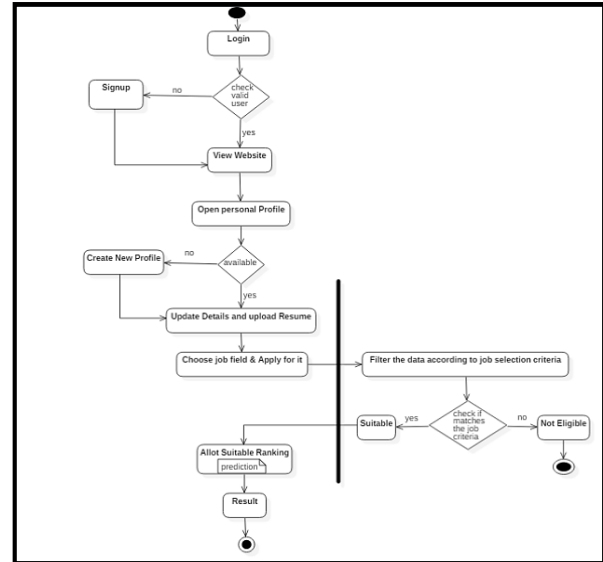 Login
check
valid
user
no
Signup
yes
View Website
Open personal Profile
available
no
Create New Profile
yes
Update Details and upload Resume
Choose job field & Apply for it
Filter the data according to job selection criteria
check if
matches
the job
criteria
yes
no
Suitable
Not Eligible
Allot Suitable Ranking
prediction
Result